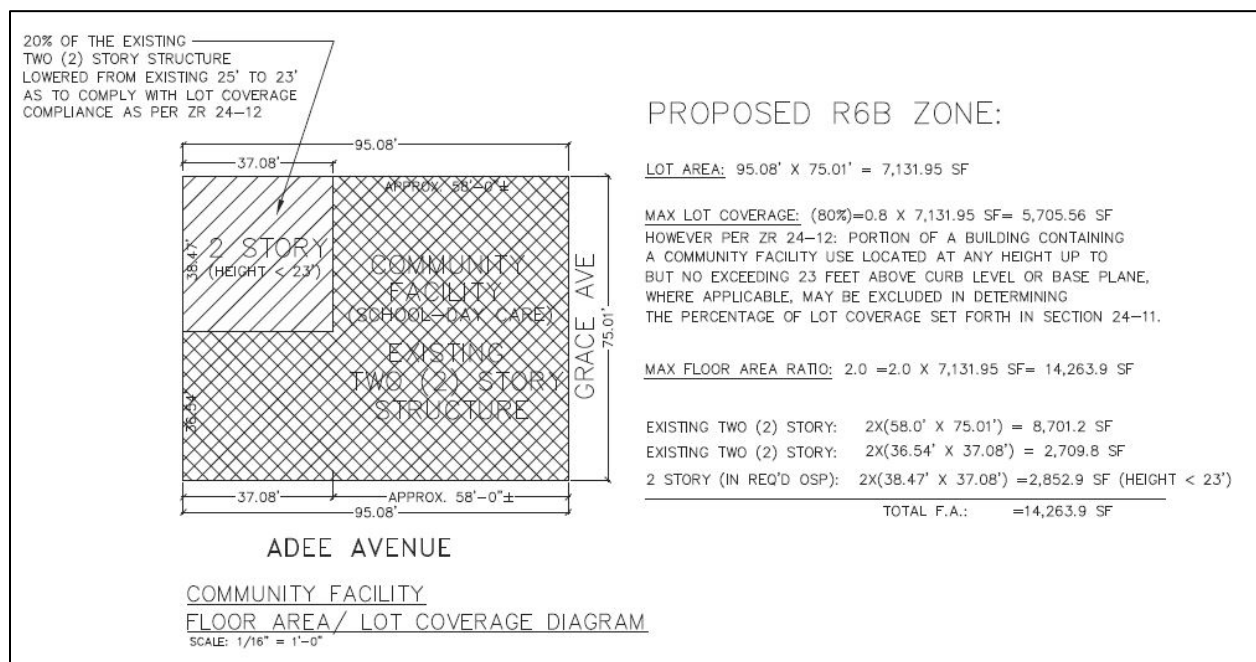 20% OF THE EXISTING
TWO (2) STORY STRUCTURE
LOWERED FROM EXISTING 25' TO 23'
AS TO COMPLY WITH LOT COVERAGE
COMPLIANCE AS PER ZR 24-12
95.08'
37.08'
APPROX. 58'-0"±
2 STORY
(HEIGHT < 23')
38.47'
COMMUNITY
FACILITY
(SCHOOL-DAY CARE)
EXISTING
TWO (2) STORY
STRUCTURE
GRACE AVE
75.01'
36.54'
37.08'
APPROX. 58'-0"±
95.08'
ADEE AVENUE
COMMUNITY FACILITY
FLOOR AREA/ LOT COVERAGE DIAGRAM
SCALE: 1/16" = 1'-0"
PROPOSED R6B ZONE:
LOT AREA: 95.08' X 75.01' = 7,131.95 SF
MAX LOT COVERAGE: (80%)=0.8 X 7,131.95 SF= 5,705.56 SF
HOWEVER PER ZR 24-12: PORTION OF A BUILDING CONTAINING
A COMMUNITY FACILITY USE LOCATED AT ANY HEIGHT UP TO
BUT NO EXCEEDING 23 FEET ABOVE CURB LEVEL OR BASE PLANE,
WHERE APPLICABLE, MAY BE EXCLUDED IN DETERMINING
THE PERCENTAGE OF LOT COVERAGE SET FORTH IN SECTION 24-11.
MAX FLOOR AREA RATIO: 2.0 =2.0 X 7,131.95 SF= 14,263.9 SF
EXISTING TWO (2) STORY: 2X(58.0' X 75.01') = 8,701.2 SF
EXISTING TWO (2) STORY: 2X(36.54' X 37.08') = 2,709.8 SF
2 STORY (IN REQ'D OSP): 2X(38.47' X 37.08') =2,852.9 SF (HEIGHT < 23')
TOTAL F.A.: =14,263.9 SF